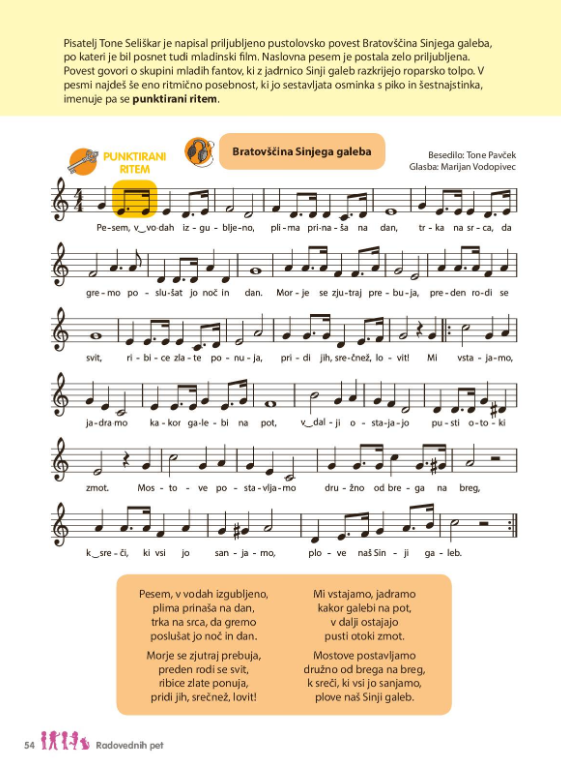 Pisatelj Tone Seliškar je napisal priljubljeno pustolovsko povest Bratovščina Sinjega galeba,
po kateri je bil posnet tudi mladinski film. Naslovna pesem je postala zelo priljubljena.
Povest govori o skupini mladih fantov, ki z jadrnico Sinji galeb razkrijejo roparsko tolpo. V
pesmi najdeš še eno ritmično posebnost, ki jo sestavljata osminka s piko in šestnajstinka,
imenuje pa se punktirani ritem.
PUNKTIRANI
RITEM
Bratovščina Sinjega galeba
Besedilo: Tone Pavček
Glasba: Marijan Vodopivec
4
4
Pe-sem, v‿vo-dah iz-gu-blje-no, pli-ma pri-na-ša na dan, tr-ka na sr-ca, da
gre-mo po-slu-šat jo noč in dan. Mor-je se zju-traj pre-bu-ja, pre-den ro-di se
svit, ri-bi-ce zla-te po-nu-ja, pri-di jih, sreč-než, lo-vit! Mi vsta-ja-mo,
ja-dra-mo ka-kor ga-le-bi na pot, v‿dal-ji o-sta-ja-jo pu-sti o-to-ki
zmot. Mos-to-ve po-sta-vlja-mo dru-žno od bre-ga na breg,
k‿sre-či, ki vsi jo san-ja-mo, plo-ve naš Sin-ji ga-leb.
Pesem, v vodah izgubljeno,
plima prinaša na dan,
trka na srca, da gremo
poslušat jo noč in dan.
Morje se zjutraj prebuja,
preden rodi se svit,
ribice zlate ponuja,
pridi jih, srečnež, lovit!
Mi vstajamo, jadramo
kakor galebi na pot,
v dalji ostajajo
pusti otoki zmot.
Mostove postavljamo
družno od brega na breg,
k sreči, ki vsi jo sanjamo,
plove naš Sinji galeb.
54 Radovednih pet